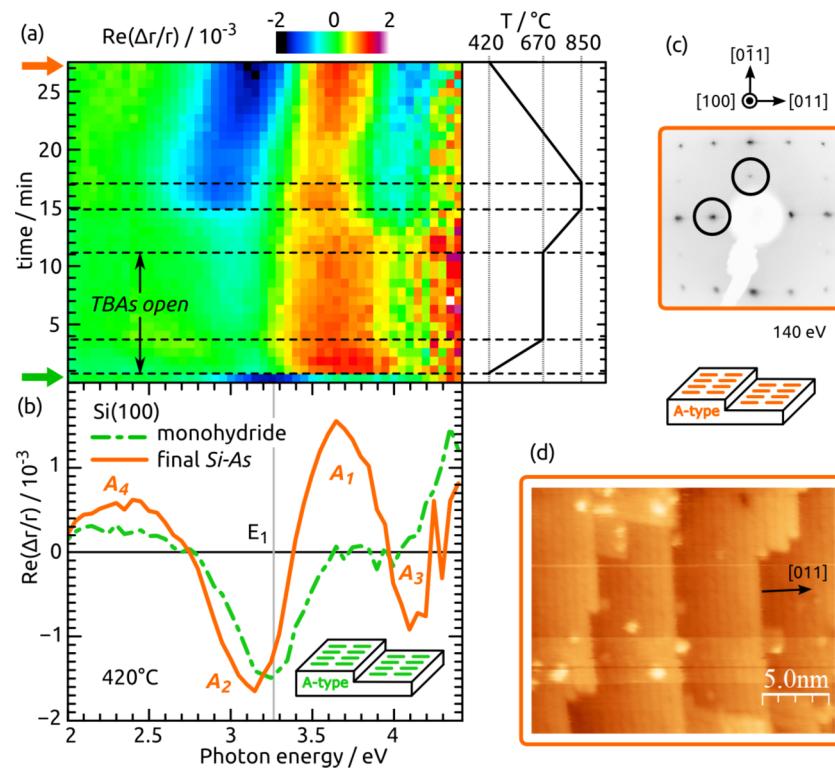 (a)
Re(Δr/r) / 10⁻³
-2 0 2
T / °C
420 670 850
25
20
15
10
5
time / min
TBAs open
(b)
Si(100)
monohydride
final Si-As
A₄
A₁
E₁
A₃
A₂
A-type
420°C
1
0
−1
−2
Re(Δr/r) / 10⁻³
2 2.5 3 3.5 4
Photon energy / eV
(c)
[01̄1]
[100]
[011]
140 eV
A-type
(d)
[011]
5.0nm